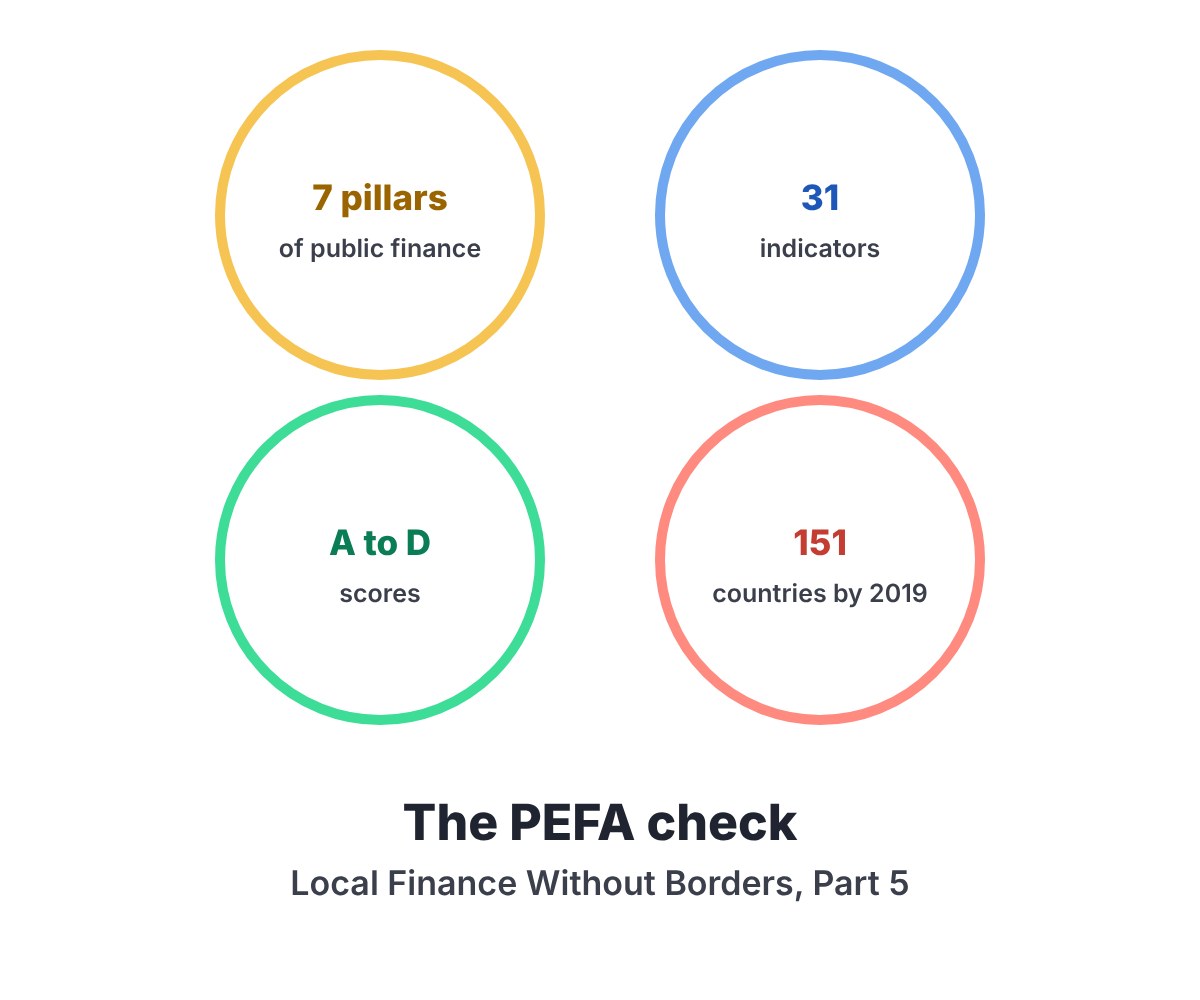 7 pillars
of public finance
31
indicators
A to D
scores
151
countries by 2019
The PEFA check
Local Finance Without Borders, Part 5